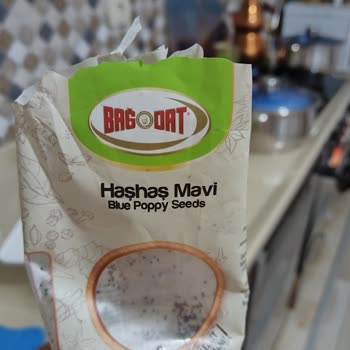 BAĞDAT
Haşhaş Mavi
Blue Poppy Seeds